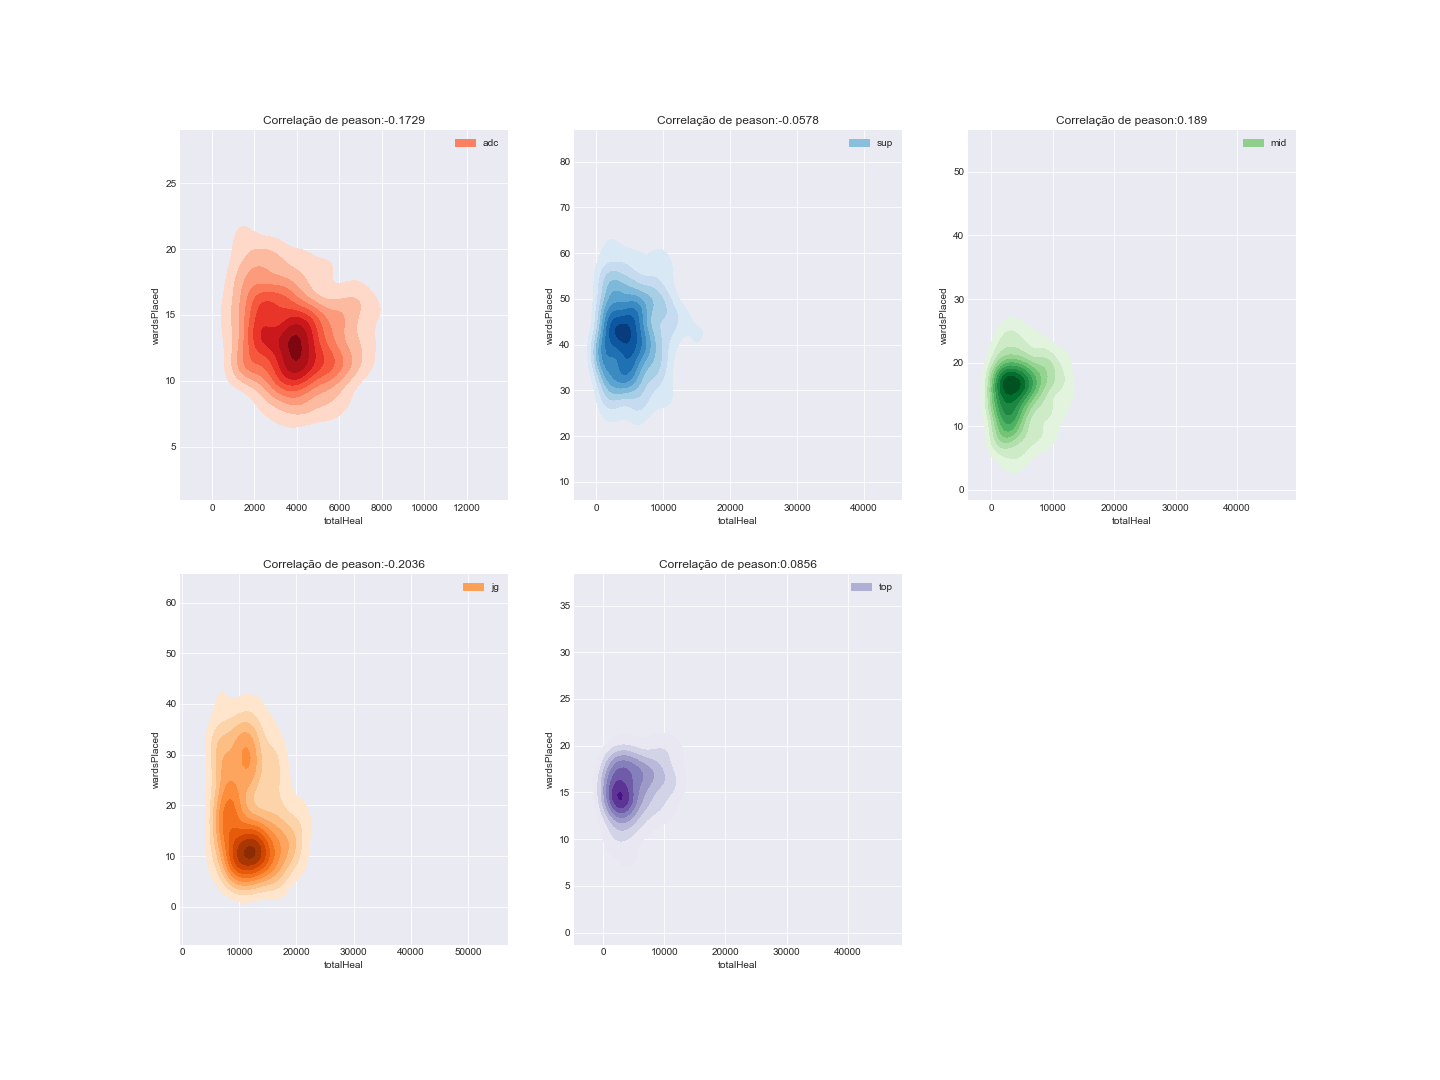 Correlação de peason:-0.1729
adc
25
20
15
10
5
wardsPlaced
0 2000 4000 6000 8000 10000 12000
totalHeal
Correlação de peason:-0.0578
sup
80
70
60
50
40
30
20
10
wardsPlaced
0 10000 20000 30000 40000
totalHeal
Correlação de peason:0.189
mid
50
40
30
20
10
0
wardsPlaced
0 10000 20000 30000 40000
totalHeal
Correlação de peason:-0.2036
jg
60
50
40
30
20
10
0
wardsPlaced
0 10000 20000 30000 40000 50000
totalHeal
Correlação de peason:0.0856
top
35
30
25
20
15
10
5
0
wardsPlaced
0 10000 20000 30000 40000
totalHeal